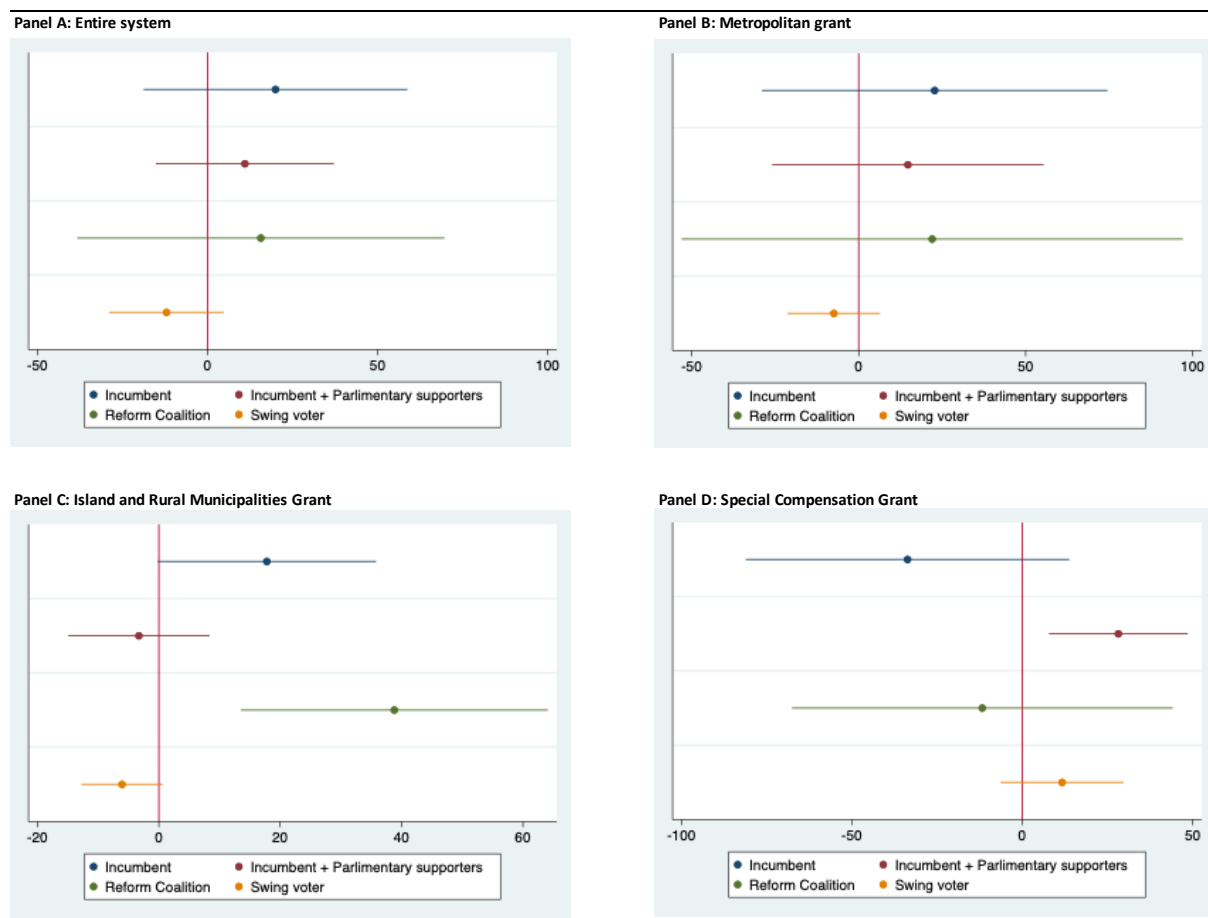 Panel A: Entire system
-50 0 50 100
Incumbent Incumbent + Parlimentary supporters
Reform Coalition Swing voter
Panel B: Metropolitan grant
-50 0 50 100
Incumbent Incumbent + Parlimentary supporters
Reform Coalition Swing voter
Panel C: Island and Rural Municipalities Grant
-20 0 20 40 60
Incumbent Incumbent + Parlimentary supporters
Reform Coalition Swing voter
Panel D: Special Compensation Grant
-100 -50 0 50
Incumbent Incumbent + Parlimentary supporters
Reform Coalition Swing voter